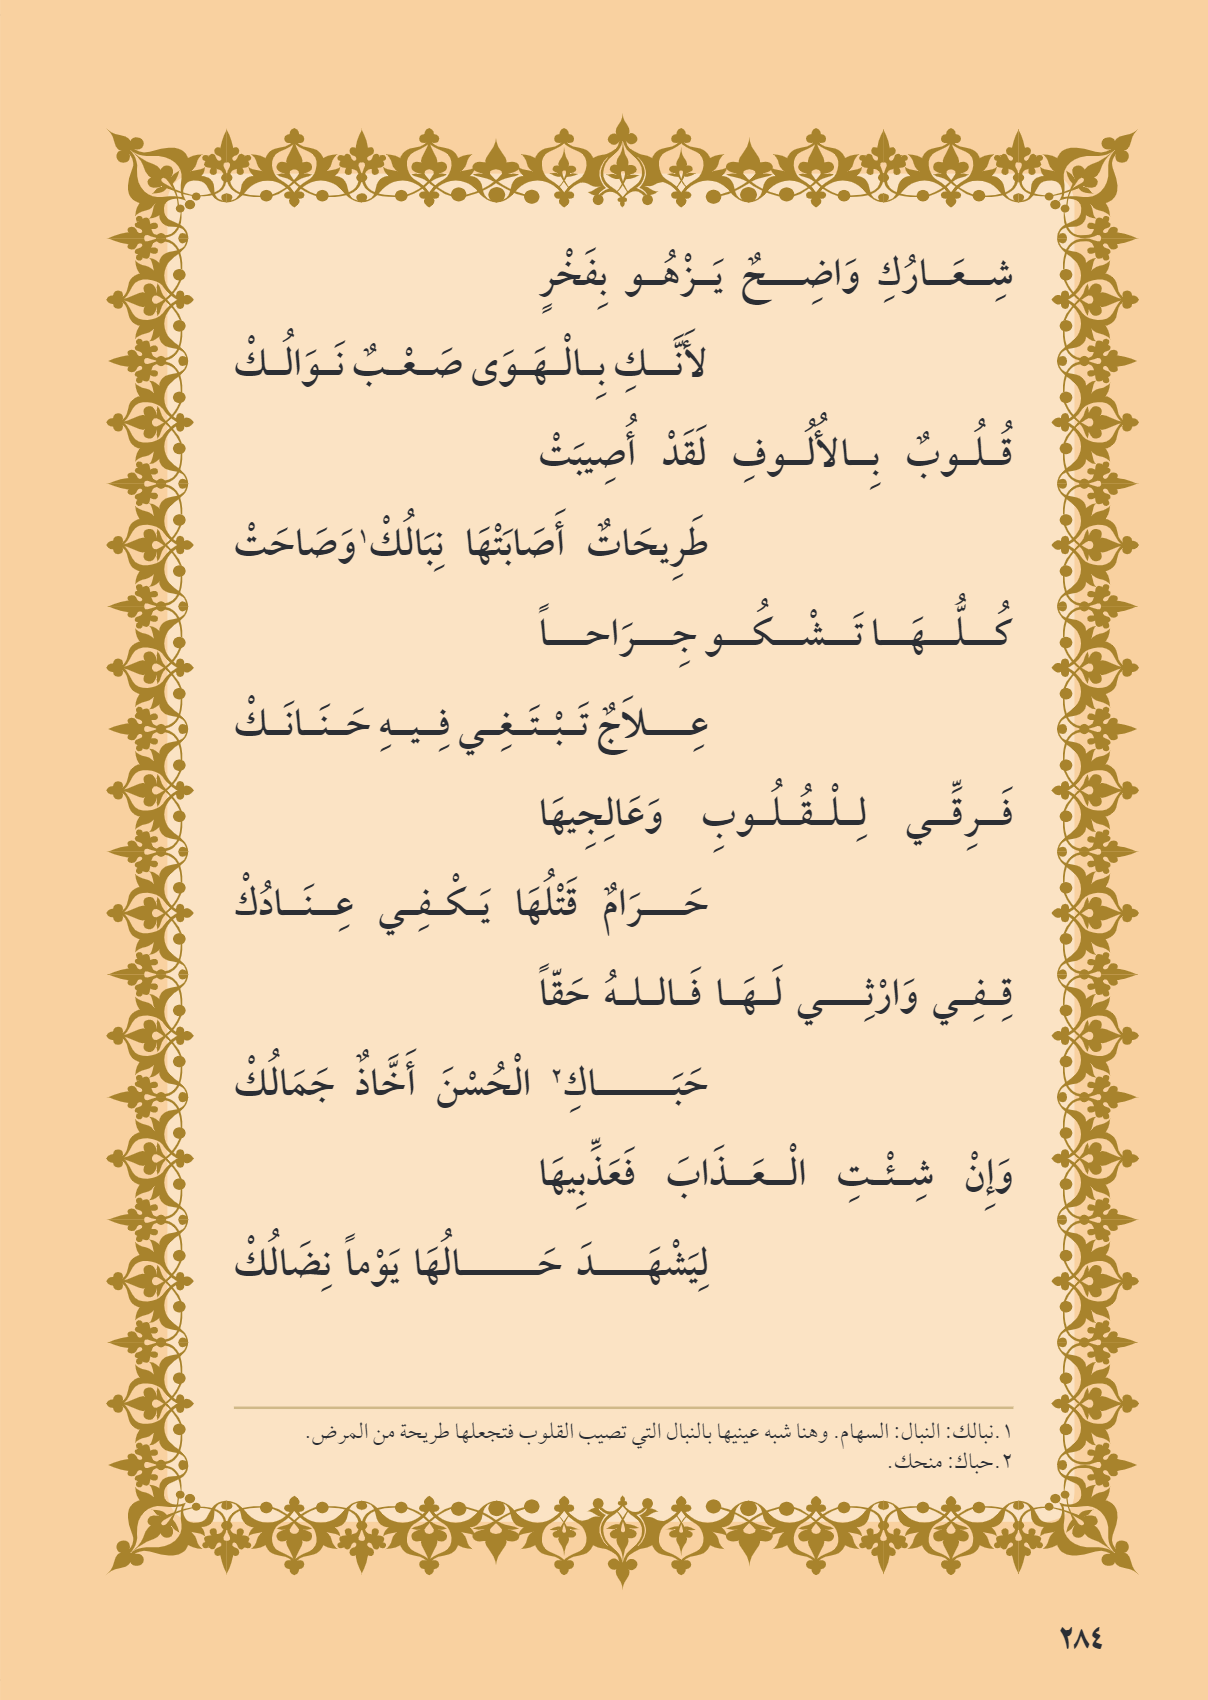 شِعَارُكِ وَاضِحٌ يَزْهُو بِفَخْرٍ
لأَنَّكِ بِالْهَوَى صَعْبٌ نَوَالُكْ
قُلُوبٌ بِالأُلُوفِ لَقَدْ أُصِيبَتْ
طَرِيحَاتٌ أَصَابَتْهَا نِبَالُكْ١ وَصَاحَتْ
كُلُّهَا تَشْكُو جِرَاحاً
عِلاَجٌ تَبْتَغِي فِيهِ حَنَانَكْ
فَرِقِّي لِلْقُلُوبِ وَعَالِجِيهَا
حَرَامٌ قَتْلُهَا يَكْفِي عِنَادُكْ
قِفِي وَارْثِي لَهَا فَاللهُ حَقّاً
حَبَاكِ٢ الْحُسْنَ أَخَّاذٌ جَمَالُكْ
وَإِنْ شِئْتِ الْعَذَابَ فَعَذِّبِيهَا
لِيَشْهَدَ حَالُهَا يَوْماً نِضَالُكْ
١.نبالك: النبال: السهام. وهنا شبه عينيها بالنبال التي تصيب القلوب فتجعلها طريحة من المرض.
٢.حباك: منحك.
٢٨٤